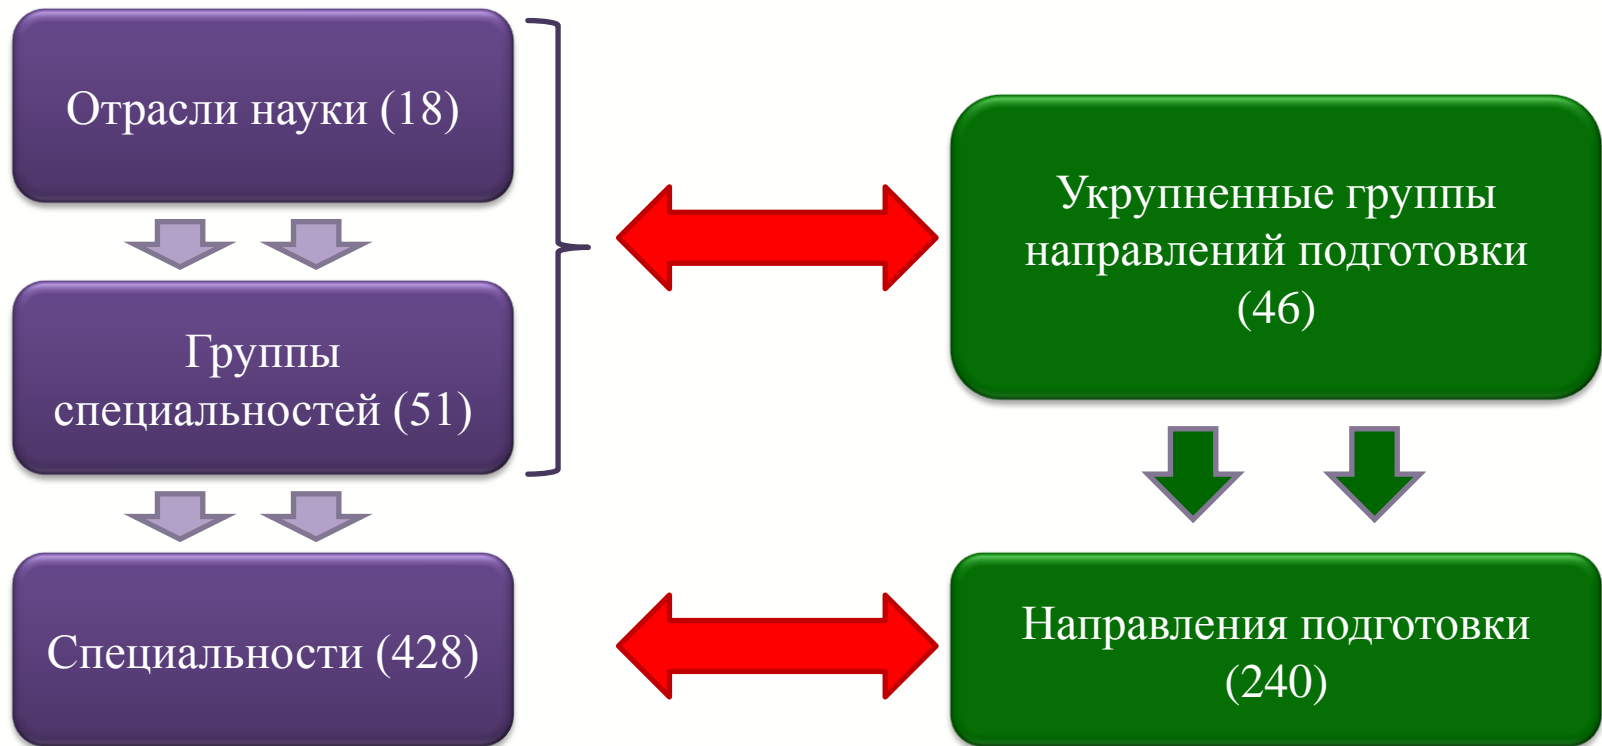 Отрасли науки (18)
Группы
специальностей (51)
Специальности (428)
Укрупненные группы
направлений подготовки
(46)
Направления подготовки
(240)